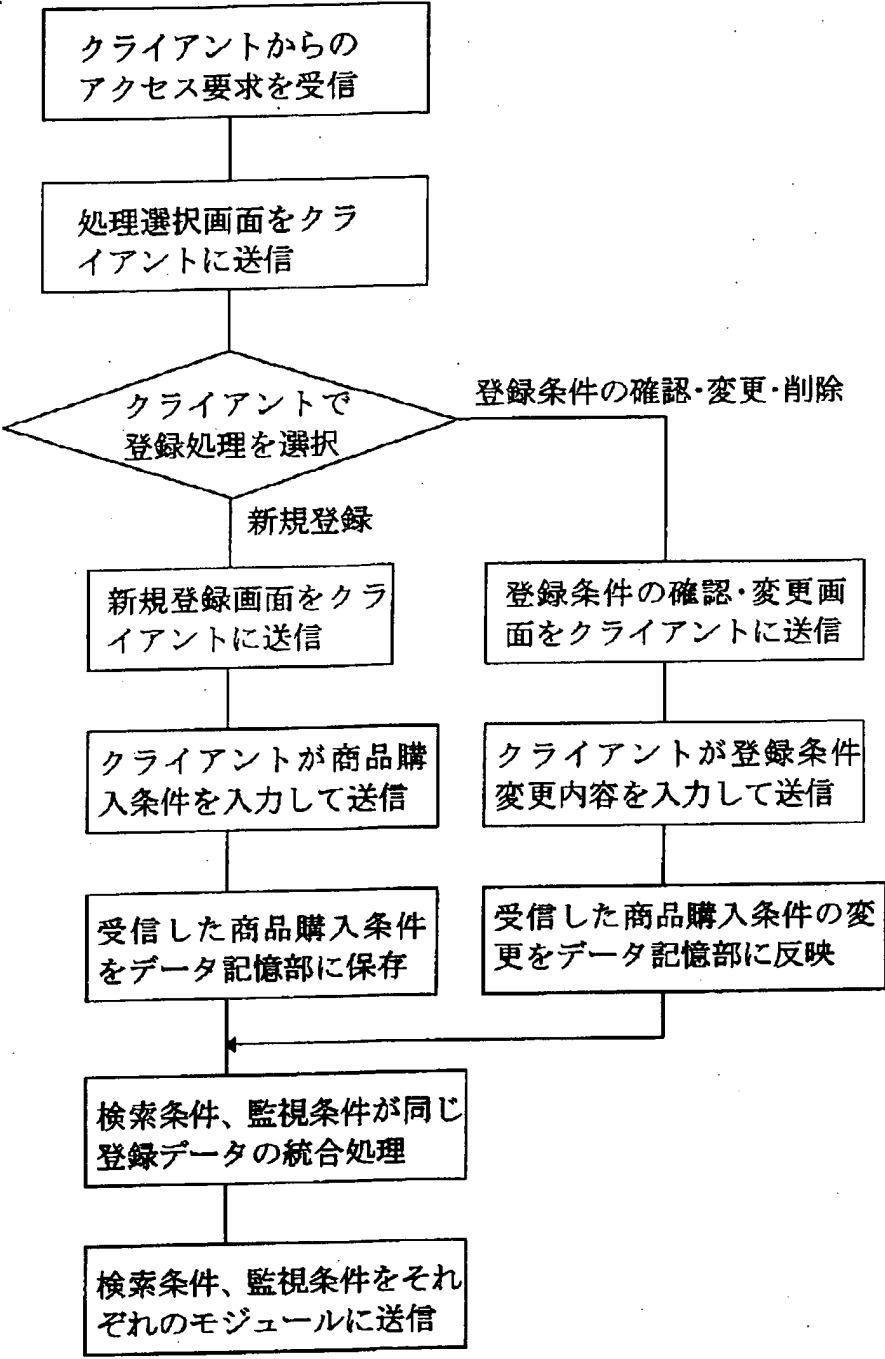 クライアントからの
アクセス要求を受信
処理選択画面をクラ
イアントに送信
クライアントで
登録処理を選択
登録条件の確認・変更・削除
新規登録
新規登録画面をクラ
イアントに送信
クライアントが商品購
入条件を入力して送信
受信した商品購入条件
をデータ記憶部に保存
登録条件の確認・変更画
面をクライアントに送信
クライアントが登録条件
変更内容を入力して送信
受信した商品購入条件の変
更をデータ記憶部に反映
検索条件、監視条件が同じ
登録データの統合処理
検索条件、監視条件をそれ
ぞれのモジュールに送信